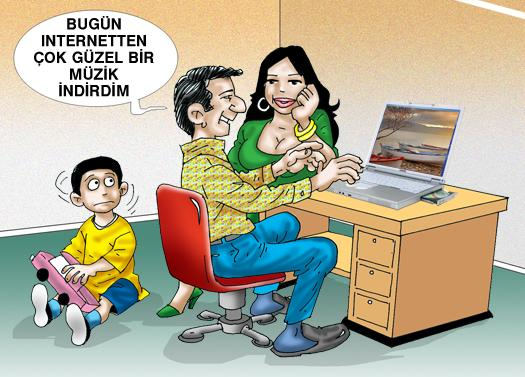 BUGÜN
INTERNETTEN
ÇOK GÜZEL BİR
MÜZİK
İNDİRDİM